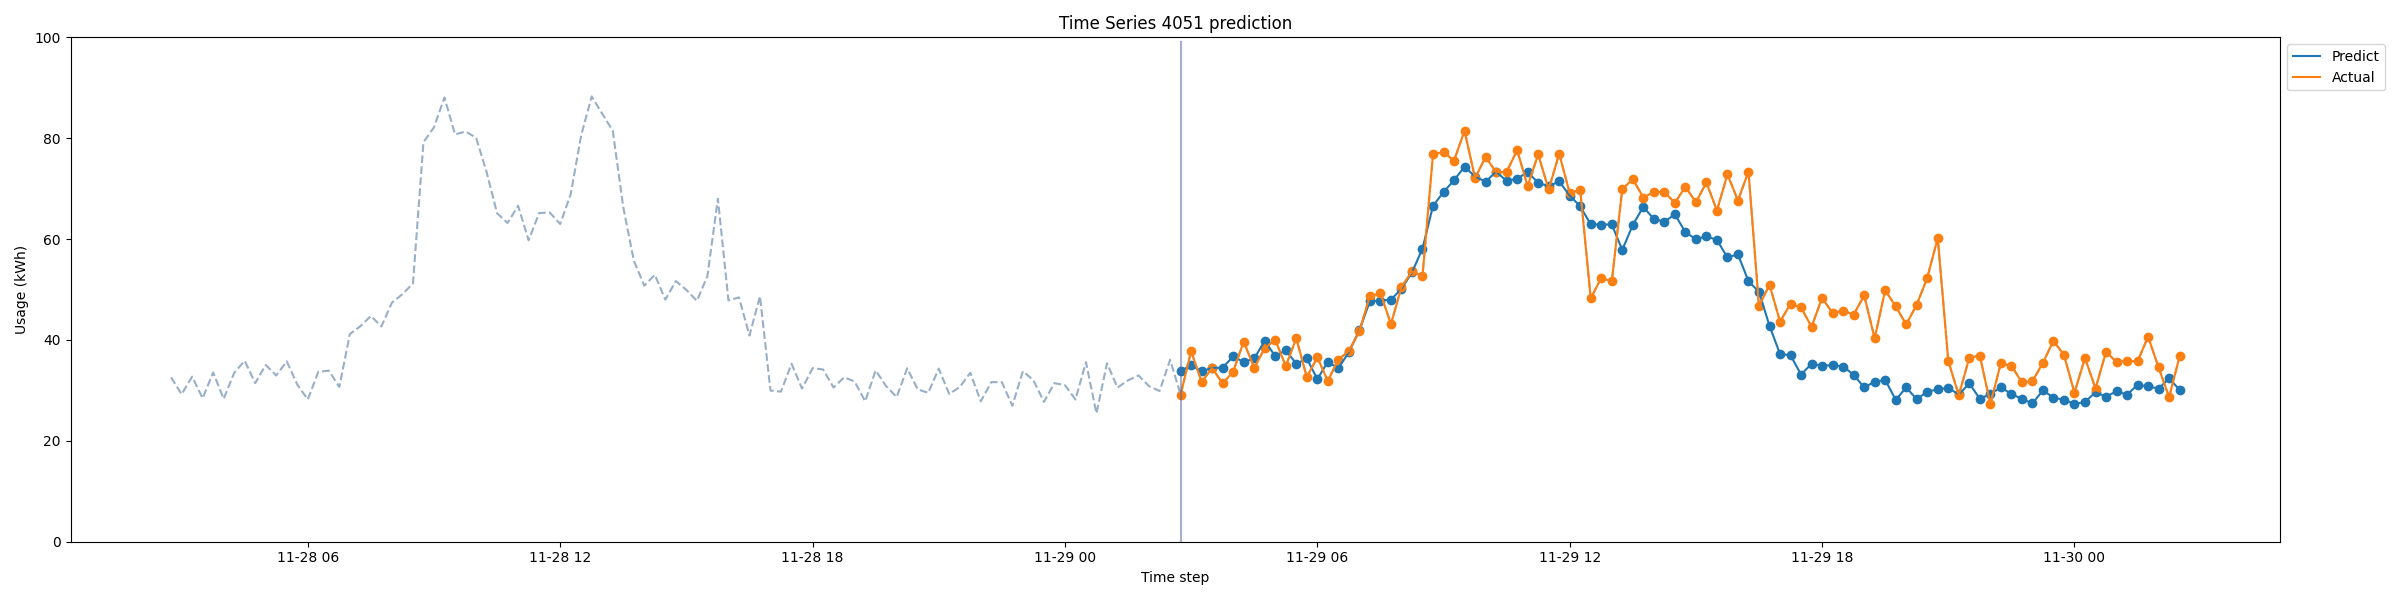 Time Series 4051 prediction
Predict
Actual
Usage (kWh)
100
80
60
40
20
0
11-28 06
11-28 12
11-28 18
11-29 00
11-29 06
11-29 12
11-29 18
11-30 00
Time step